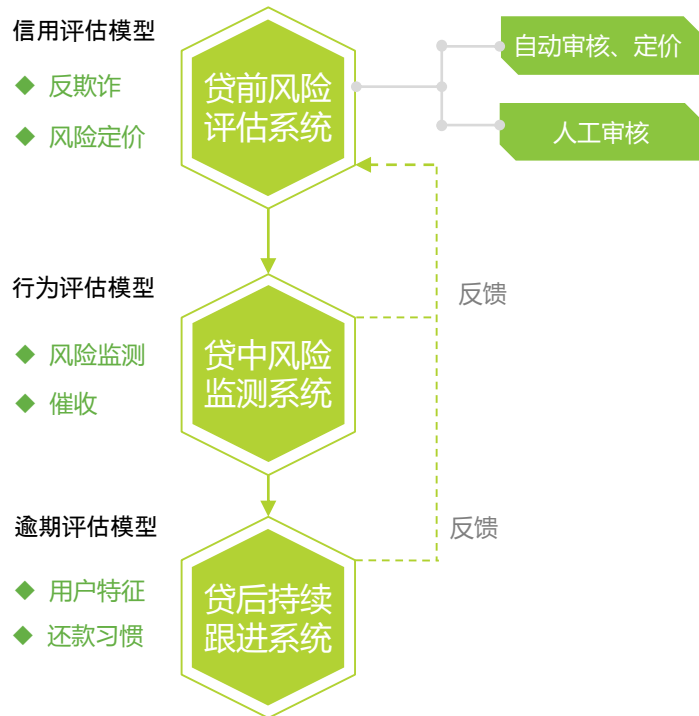 信用评估模型
反欺诈
风险定价
贷前风险
评估系统
自动审核、定价
人工审核
反馈
行为评估模型
风险监测
催收
贷中风险
监测系统
反馈
逾期评估模型
用户特征
还款习惯
贷后持续
跟进系统